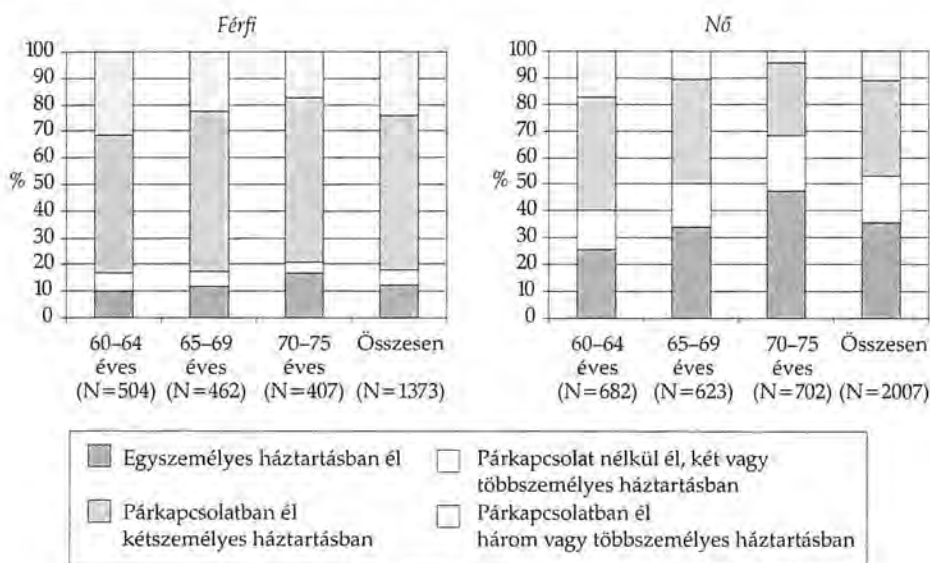 Férfi
100
90
80
70
60
%
50
40
30
20
10
0
60–64 65–69 70–75 Összesen
éves éves éves
(N=504) (N=462) (N=407) (N=1373)
Nő
100
90
80
70
60
%
50
40
30
20
10
0
60–64 65–69 70–75 Összesen
éves éves éves
(N=682) (N=623) (N=702) (N=2007)
Egyszemélyes háztartásban él
Párkapcsolat nélkül él, két vagy
többszemélyes háztartásban
Párkapcsolatban él
kétszemélyes háztartásban
Párkapcsolatban él
három vagy többszemélyes háztartásban